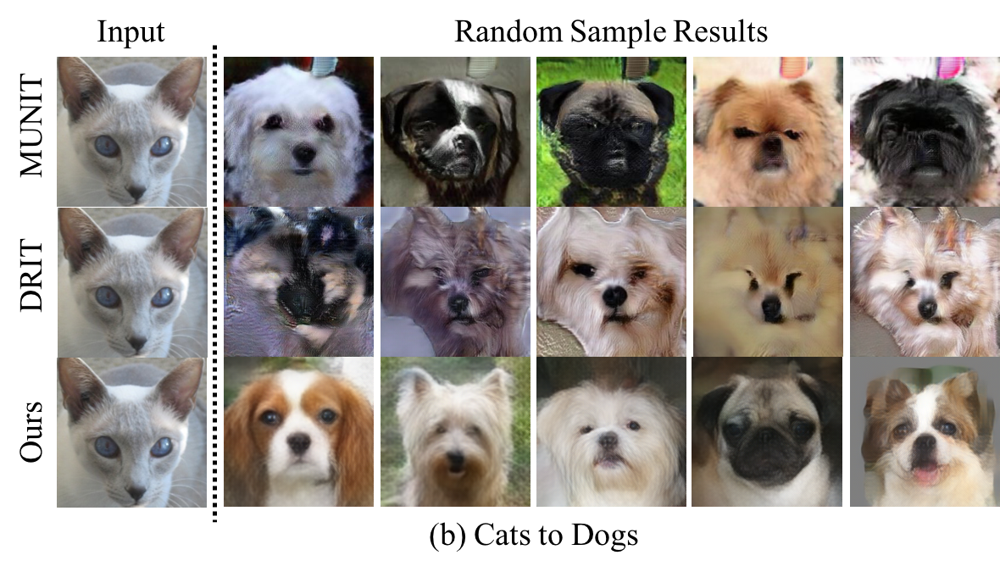 Input
Random Sample Results
MUNIT
DRIT
Ours
(b) Cats to Dogs